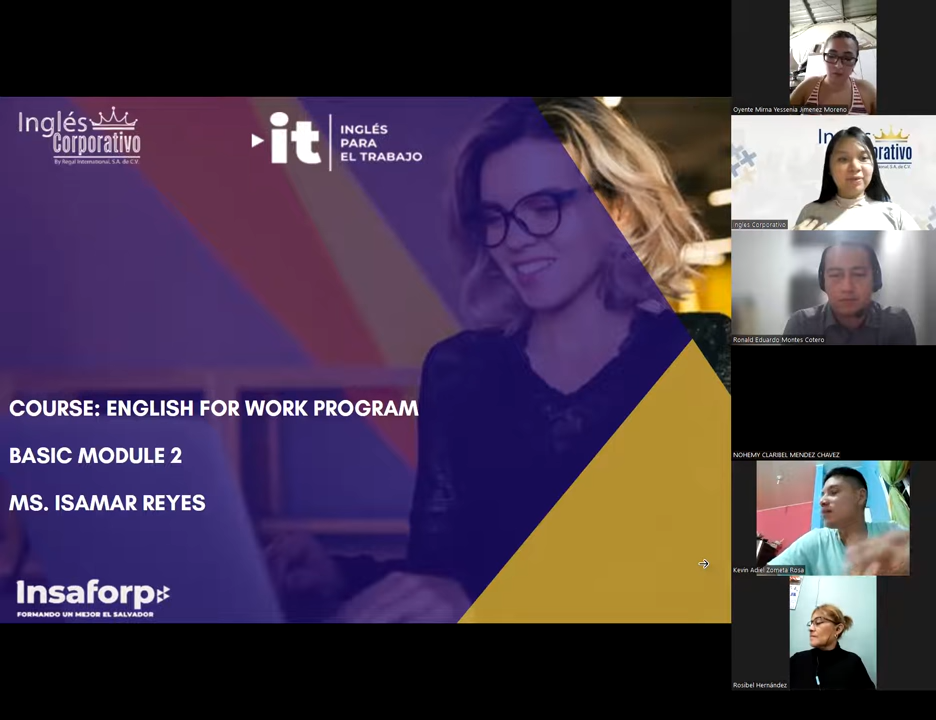 Inglés
Corporativo
By Regal International, S.A. de C.V.
it
INGLÉS
PARA
EL TRABAJO
COURSE: ENGLISH FOR WORK PROGRAM
BASIC MODULE 2
MS. ISAMAR REYES
Insaforp
FORMANDO UN MEJOR EL SALVADOR
Oyente Mirna Yessenia Jimenez Moreno
Ingles Corporativo
Ronald Eduardo Montes Cotero
NOHEMY CLARIBEL MENDEZ CHAVEZ
Kevin Adiel Zometa Rosa
Rosibel Hernández